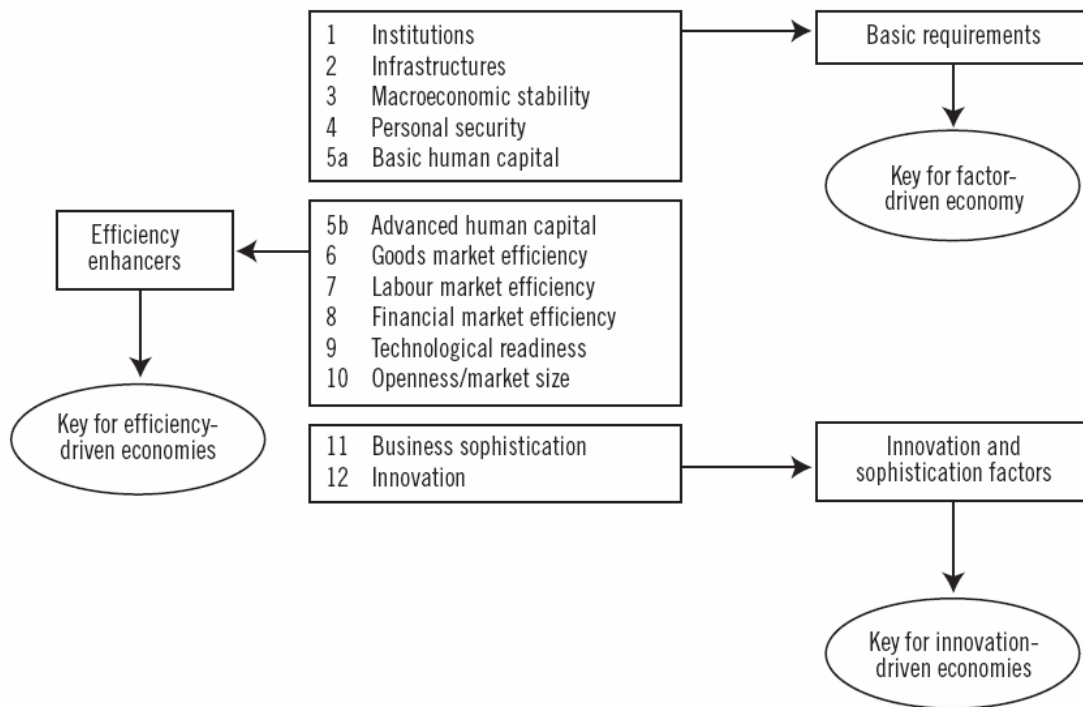 1 Institutions
2 Infrastructures
3 Macroeconomic stability
4 Personal security
5a Basic human capital
Basic requirements
Key for factor-
driven economy
Efficiency
enhancers
5b Advanced human capital
6 Goods market efficiency
7 Labour market efficiency
8 Financial market efficiency
9 Technological readiness
10 Openness/market size
Key for efficiency-
driven economies
11 Business sophistication
12 Innovation
Innovation and
sophistication factors
Key for innovation-
driven economies